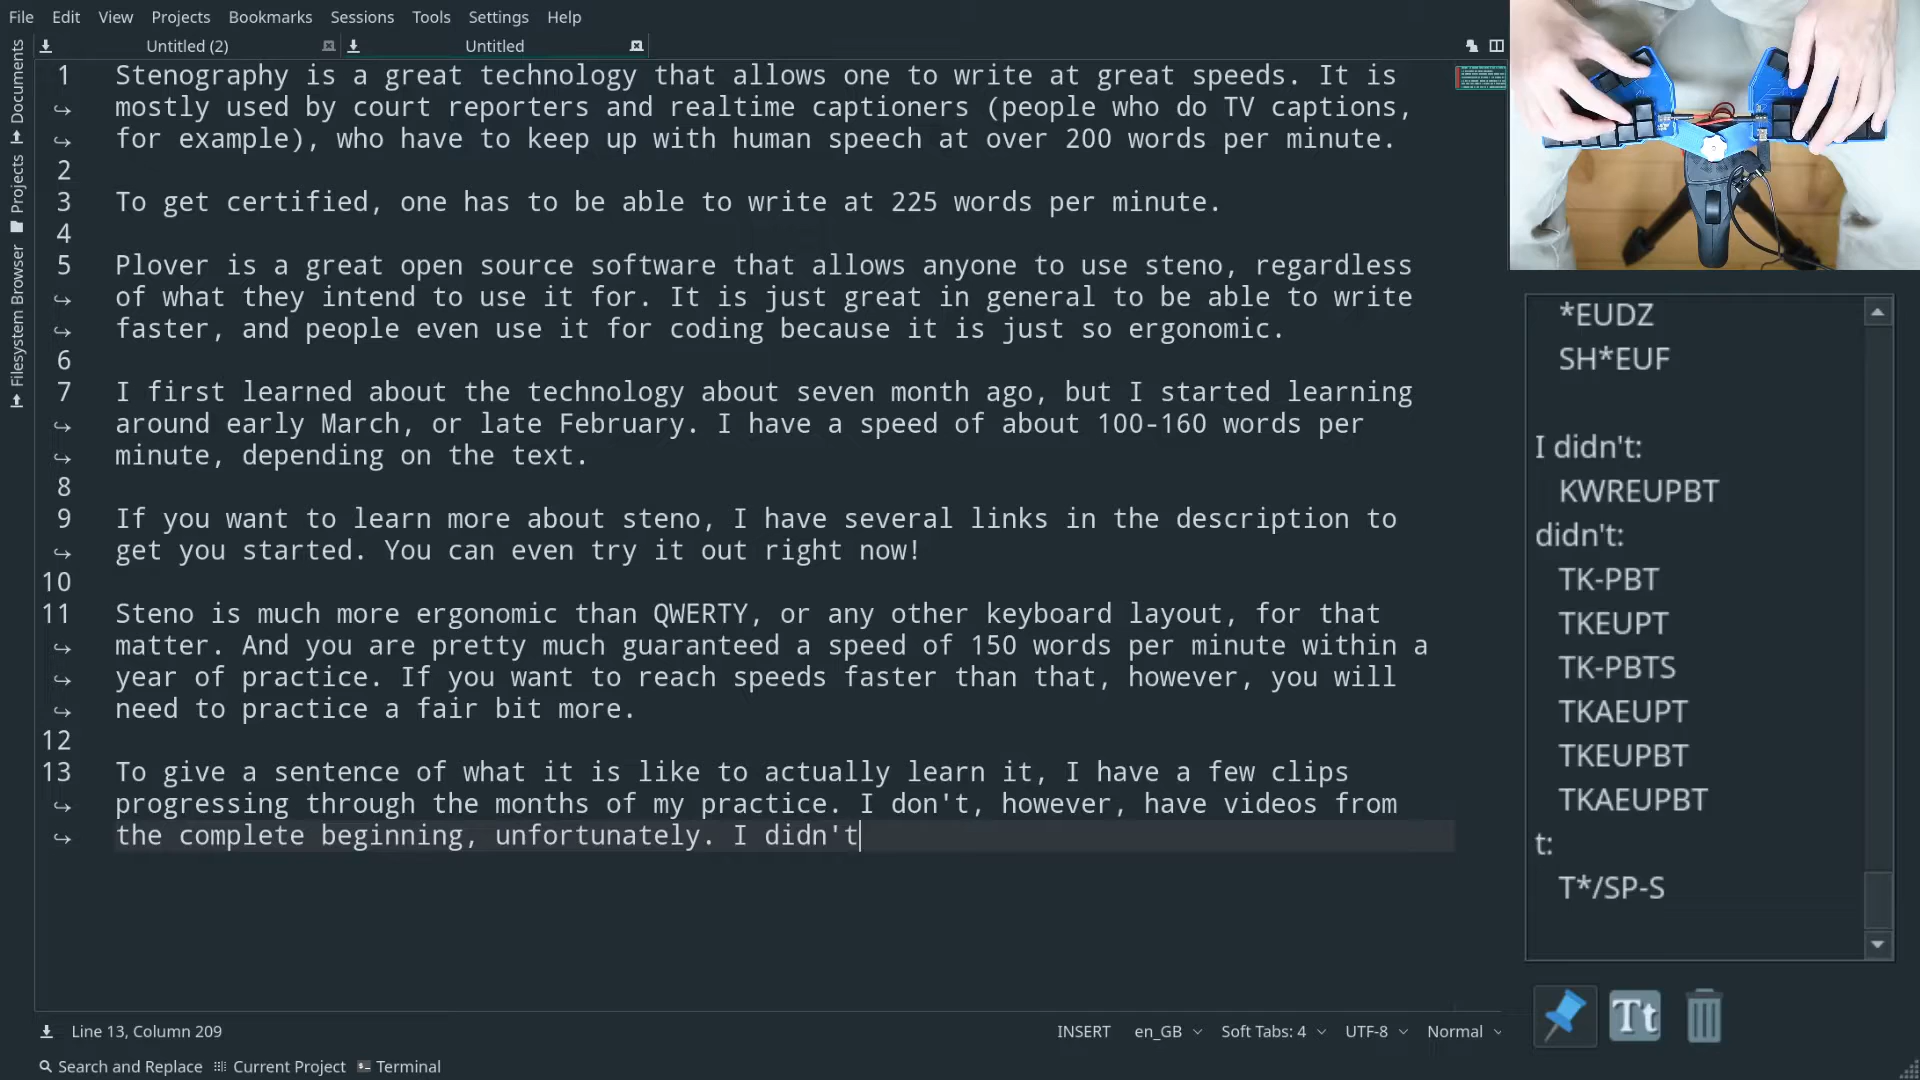 File Edit View Projects Bookmarks Sessions Tools Settings Help
Untitled (2) Untitled
Documents
Projects
Filesystem Browser
1 Stenography is a great technology that allows one to write at great speeds. It is
mostly used by court reporters and realtime captioners (people who do TV captions,
for example), who have to keep up with human speech at over 200 words per minute.
2
3 To get certified, one has to be able to write at 225 words per minute.
4
5 Plover is a great open source software that allows anyone to use steno, regardless
of what they intend to use it for. It is just great in general to be able to write
faster, and people even use it for coding because it is just so ergonomic.
6
7 I first learned about the technology about seven month ago, but I started learning
around early March, or late February. I have a speed of about 100-160 words per
minute, depending on the text.
8
9 If you want to learn more about steno, I have several links in the description to
get you started. You can even try it out right now!
10
11 Steno is much more ergonomic than QWERTY, or any other keyboard layout, for that
matter. And you are pretty much guaranteed a speed of 150 words per minute within a
year of practice. If you want to reach speeds faster than that, however, you will
need to practice a fair bit more.
12
13 To give a sentence of what it is like to actually learn it, I have a few clips
progressing through the months of my practice. I don't, however, have videos from
the complete beginning, unfortunately. I didn't
*EUDZ
SH*EUF
I didn't:
KWREUPBT
didn't:
TK-PBT
TKEUPT
TK-PBTS
TKAEUPT
TKEUPBT
TKAEUPBT
t:
T*/SP-S
Tt
Line 13, Column 209 INSERT en_GB Soft Tabs: 4 UTF-8 Normal
Search and Replace Current Project Terminal